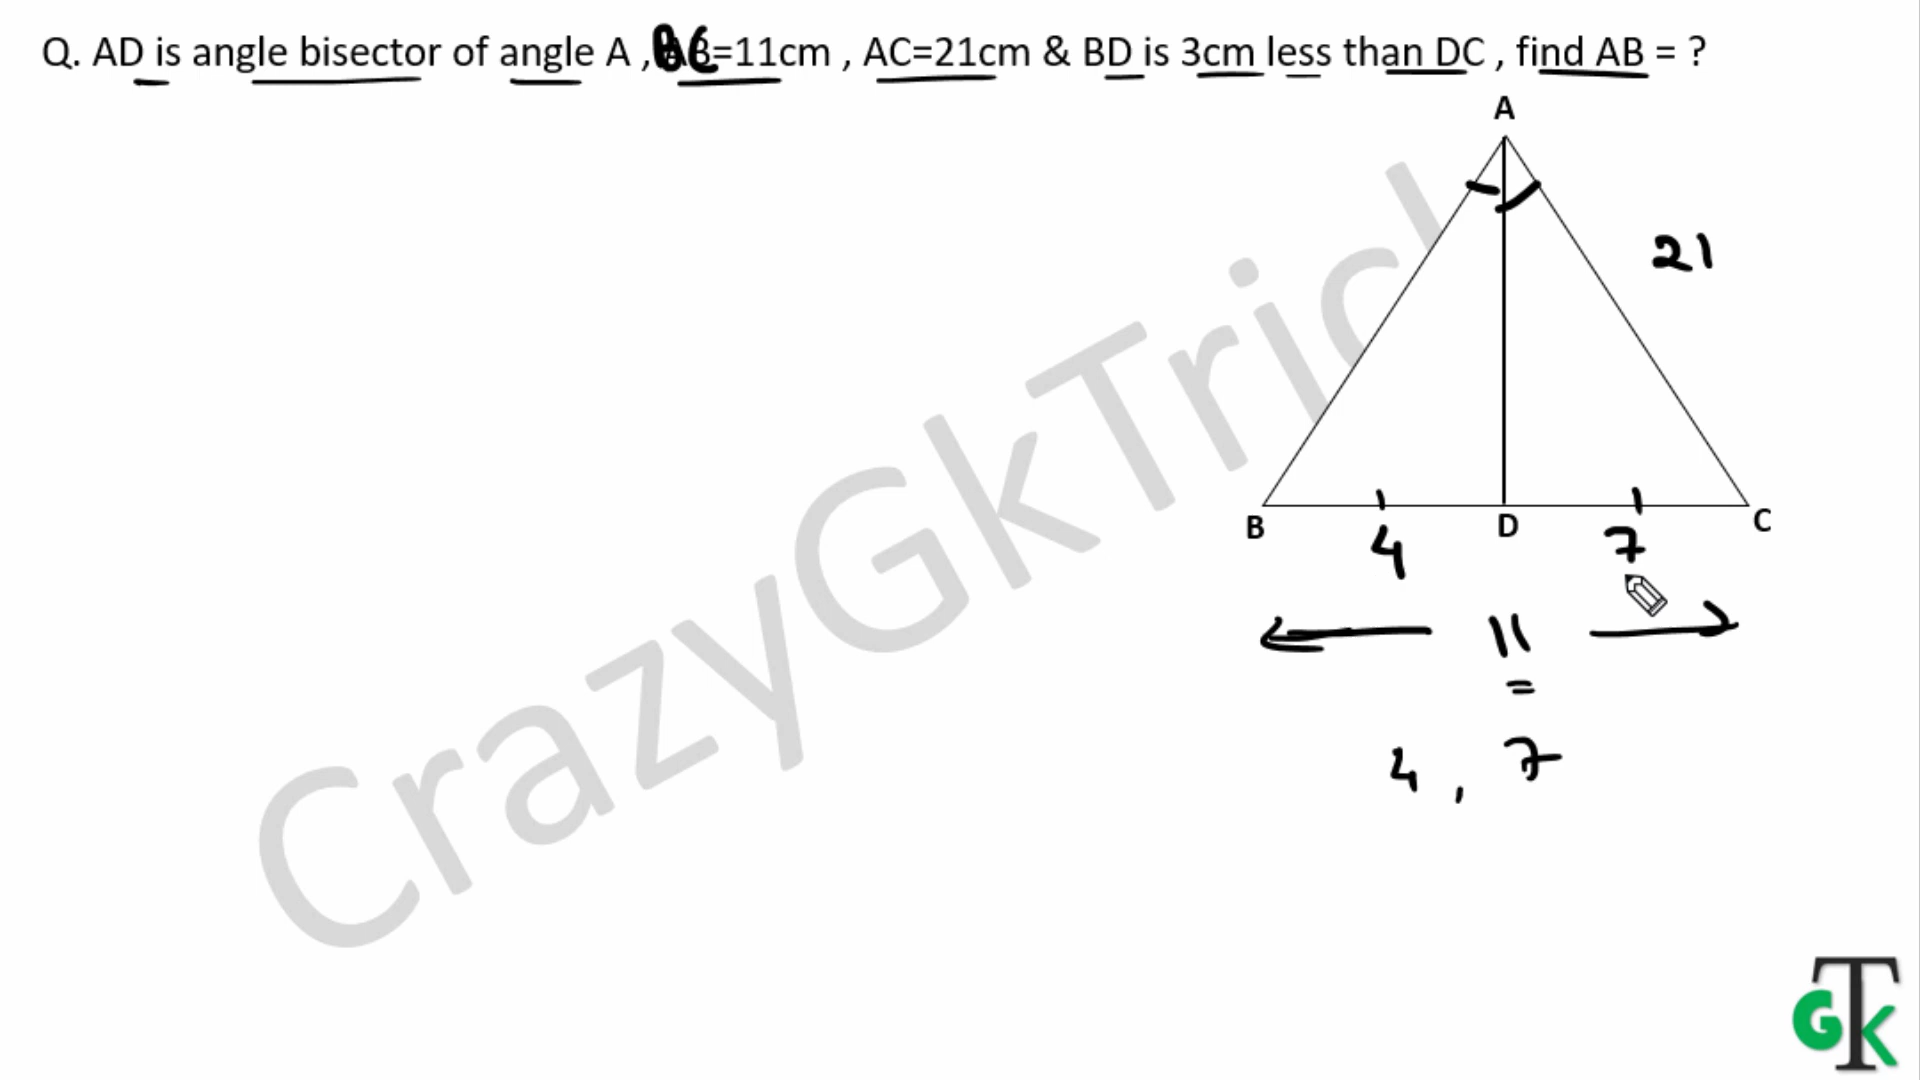 Q. AD is angle bisector of angle A , BC=11cm , AC=21cm & BD is 3cm less than DC , find AB = ?
A
21
B
D
C
4
7
11
=
4 , 7
CrazyGkTrick
GTK